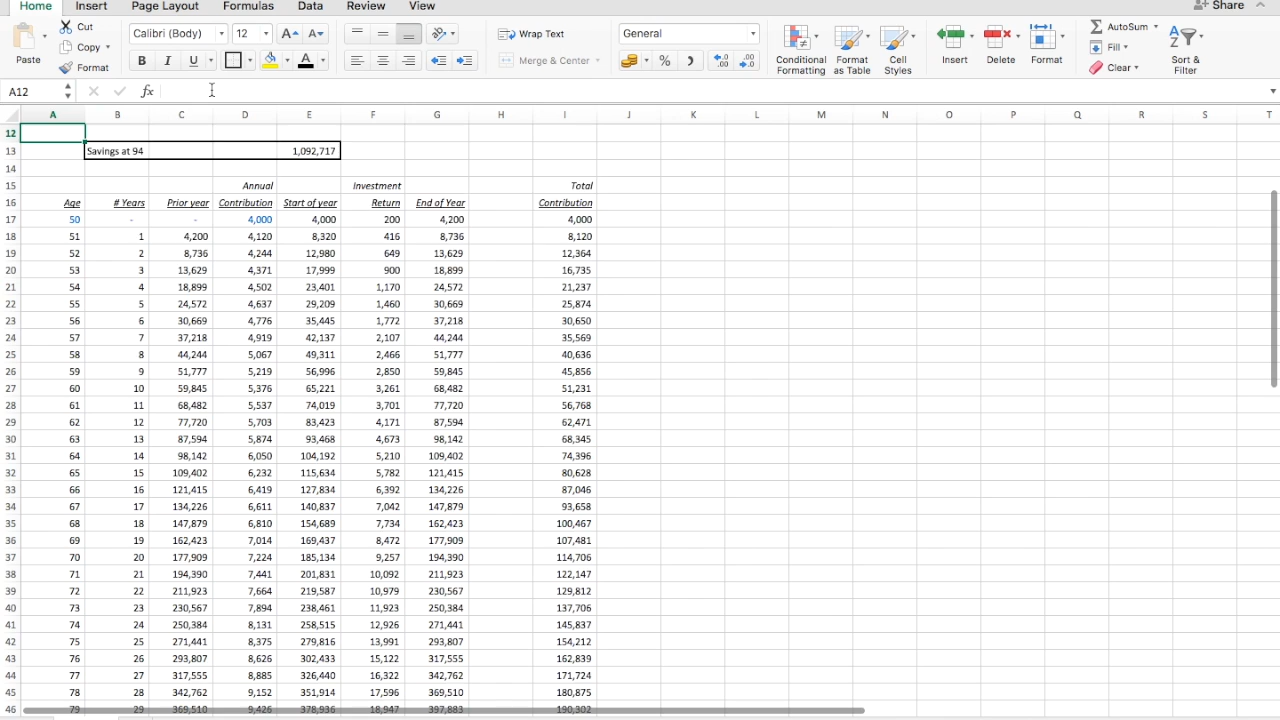 Home Insert Page Layout Formulas Data Review View Share
Cut Calibri (Body) 12 Wrap Text General AutoSum
Copy Fill
Paste Format B I U A Merge & Center % Conditional Formatting Format as Table Cell Styles Insert Delete Format Clear Sort & Filter
A12 fx
A B C D E F G H I J K L M N O P Q R S T
12
13 Savings at 94 1,092,717
14
15 Annual Investment Total
16 Age # Years Prior year Contribution Start of year Return End of Year Contribution
17 50 - - 4,000 4,000 200 4,200 4,000
18 51 1 4,200 4,120 8,320 416 8,736 8,120
19 52 2 8,736 4,244 12,980 649 13,629 12,364
20 53 3 13,629 4,371 17,999 900 18,899 16,735
21 54 4 18,899 4,502 23,401 1,170 24,572 21,237
22 55 5 24,572 4,637 29,209 1,460 30,669 25,874
23 56 6 30,669 4,776 35,445 1,772 37,218 30,650
24 57 7 37,218 4,919 42,137 2,107 44,244 35,569
25 58 8 44,244 5,067 49,311 2,466 51,777 40,636
26 59 9 51,777 5,219 56,996 2,850 59,845 45,856
27 60 10 59,845 5,376 65,221 3,261 68,482 51,231
28 61 11 68,482 5,537 74,019 3,701 77,720 56,768
29 62 12 77,720 5,703 83,423 4,171 87,594 62,471
30 63 13 87,594 5,874 93,468 4,673 98,142 68,345
31 64 14 98,142 6,050 104,192 5,210 109,402 74,396
32 65 15 109,402 6,232 115,634 5,782 121,415 80,628
33 66 16 121,415 6,419 127,834 6,392 134,226 87,046
34 67 17 134,226 6,611 140,837 7,042 147,879 93,658
35 68 18 147,879 6,810 154,689 7,734 162,423 100,467
36 69 19 162,423 7,014 169,437 8,472 177,909 107,481
37 70 20 177,909 7,224 185,134 9,257 194,390 114,706
38 71 21 194,390 7,441 201,831 10,092 211,923 122,147
39 72 22 211,923 7,664 219,587 10,979 230,567 129,812
40 73 23 230,567 7,894 238,461 11,923 250,384 137,706
41 74 24 250,384 8,131 258,515 12,926 271,441 145,837
42 75 25 271,441 8,375 279,816 13,991 293,807 154,212
43 76 26 293,807 8,626 302,433 15,122 317,555 162,839
44 77 27 317,555 8,885 326,440 16,322 342,762 171,724
45 78 28 342,762 9,152 351,914 17,596 369,510 180,875
46 79 29 369,510 9,426 378,936 18,947 397,883 190,302